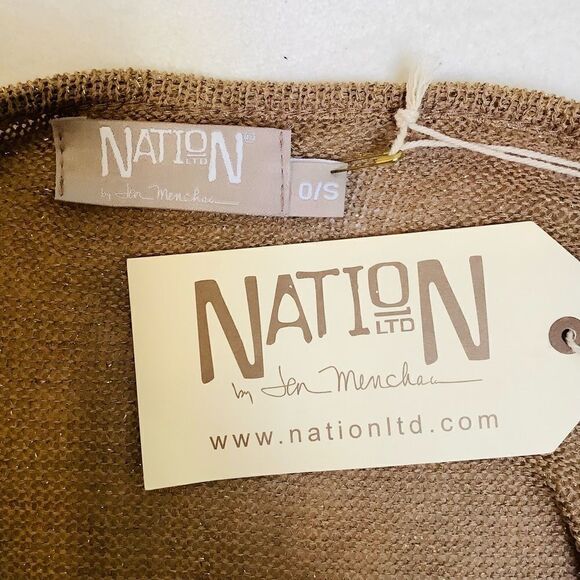 NATION LTD ®
by Jen Menchaca
O/S
NATION LTD
by Jen Menchaca
www.nationltd.com